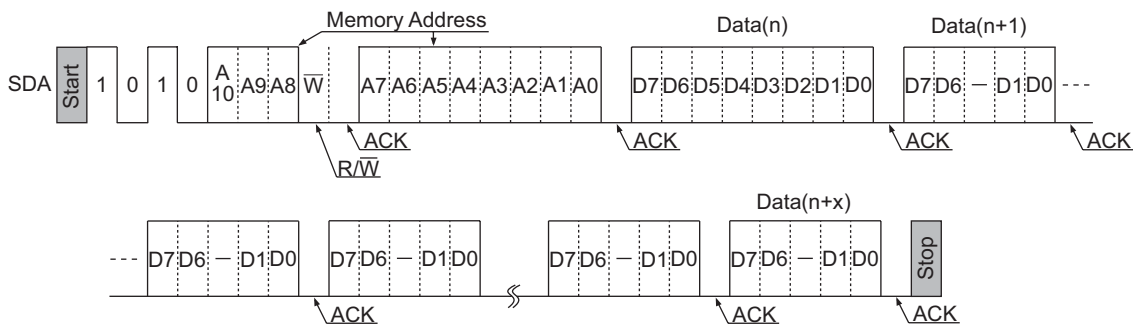 Memory Address Data(n) Data(n+1)
SDA Start 1 0 1 0 A 10 A9 A8 W̅ A7 A6 A5 A4 A3 A2 A1 A0 D7 D6 D5 D4 D3 D2 D1 D0 D7 D6 – D1 D0
ACK ACK ACK ACK
R/W̅
Data(n+x)
D7 D6 – D1 D0 D7 D6 – D1 D0 D7 D6 – D1 D0 D7 D6 – D1 D0 Stop
ACK ACK ACK